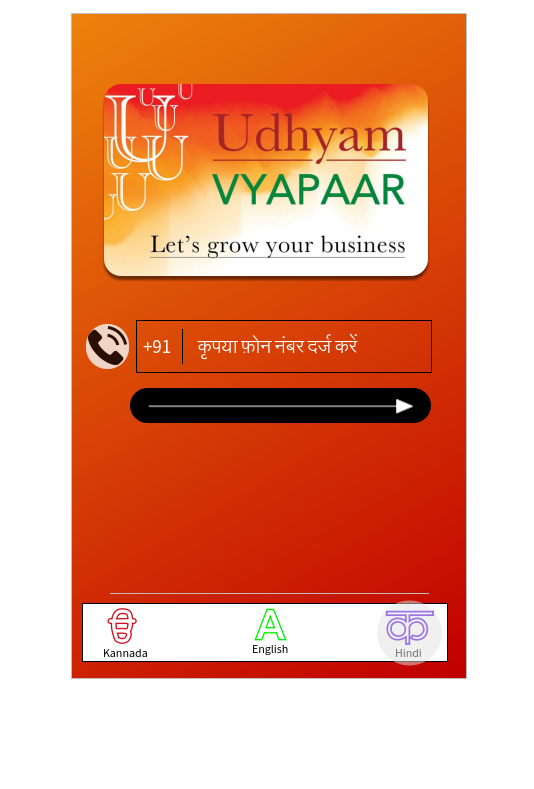 Udhyam
VYAPAAR
Let's grow your business
+91 कृपया फ़ोन नंबर दर्ज करें
A
क
Kannada English Hindi